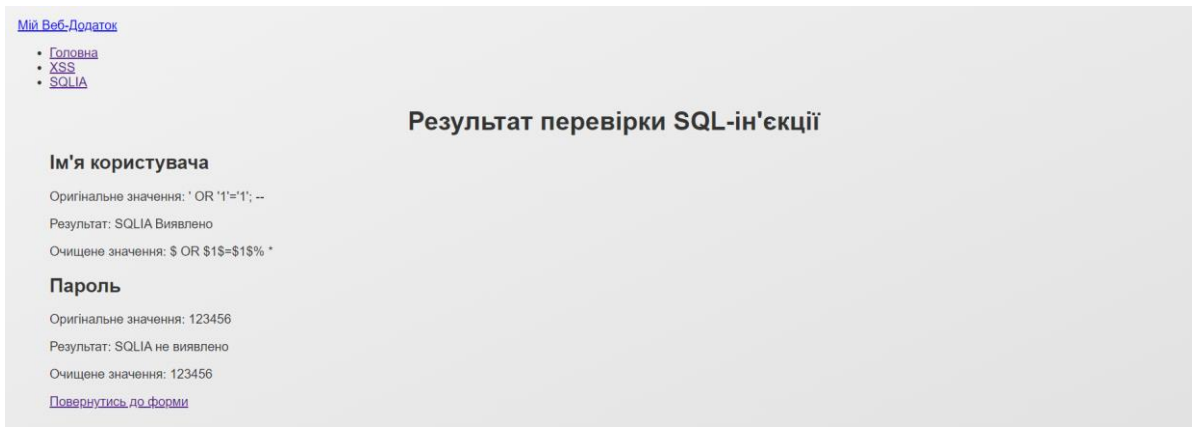 Мій Веб-Додаток
Головна
XSS
SQLIA
Результат перевірки SQL-ін'єкції
Ім'я користувача
Оригінальне значення: ' OR '1'='1'; --
Результат: SQLIA Виявлено
Очищене значення: $ OR $1$=$1$% *
Пароль
Оригінальне значення: 123456
Результат: SQLIA не виявлено
Очищене значення: 123456
Повернутись до форми